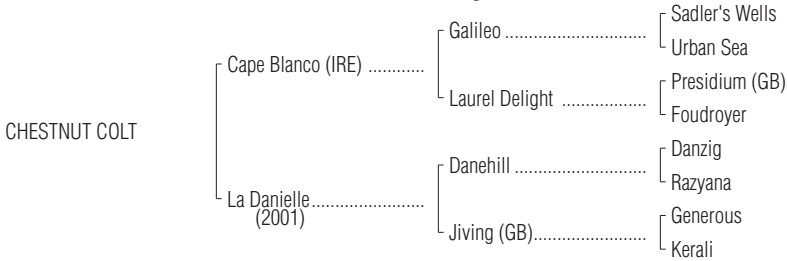 Sadler's Wells
Galileo ..............................
Urban Sea
Cape Blanco (IRE) ............
Presidium (GB)
Laurel Delight ..................
Foudroyer
CHESTNUT COLT
Danzig
Danehill ............................
Razyana
La Danielle........................
(2001)
Generous
Jiving (GB)........................
Kerali